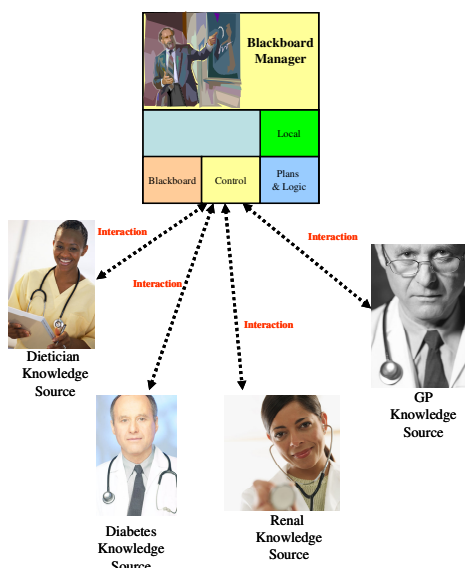 Blackboard
Manager
Local
Blackboard
Control
Plans
& Logic
Interaction
Interaction
Interaction
Interaction
Dietician
Knowledge
Source
GP
Knowledge
Source
Diabetes
Knowledge
Source
Renal
Knowledge
Source